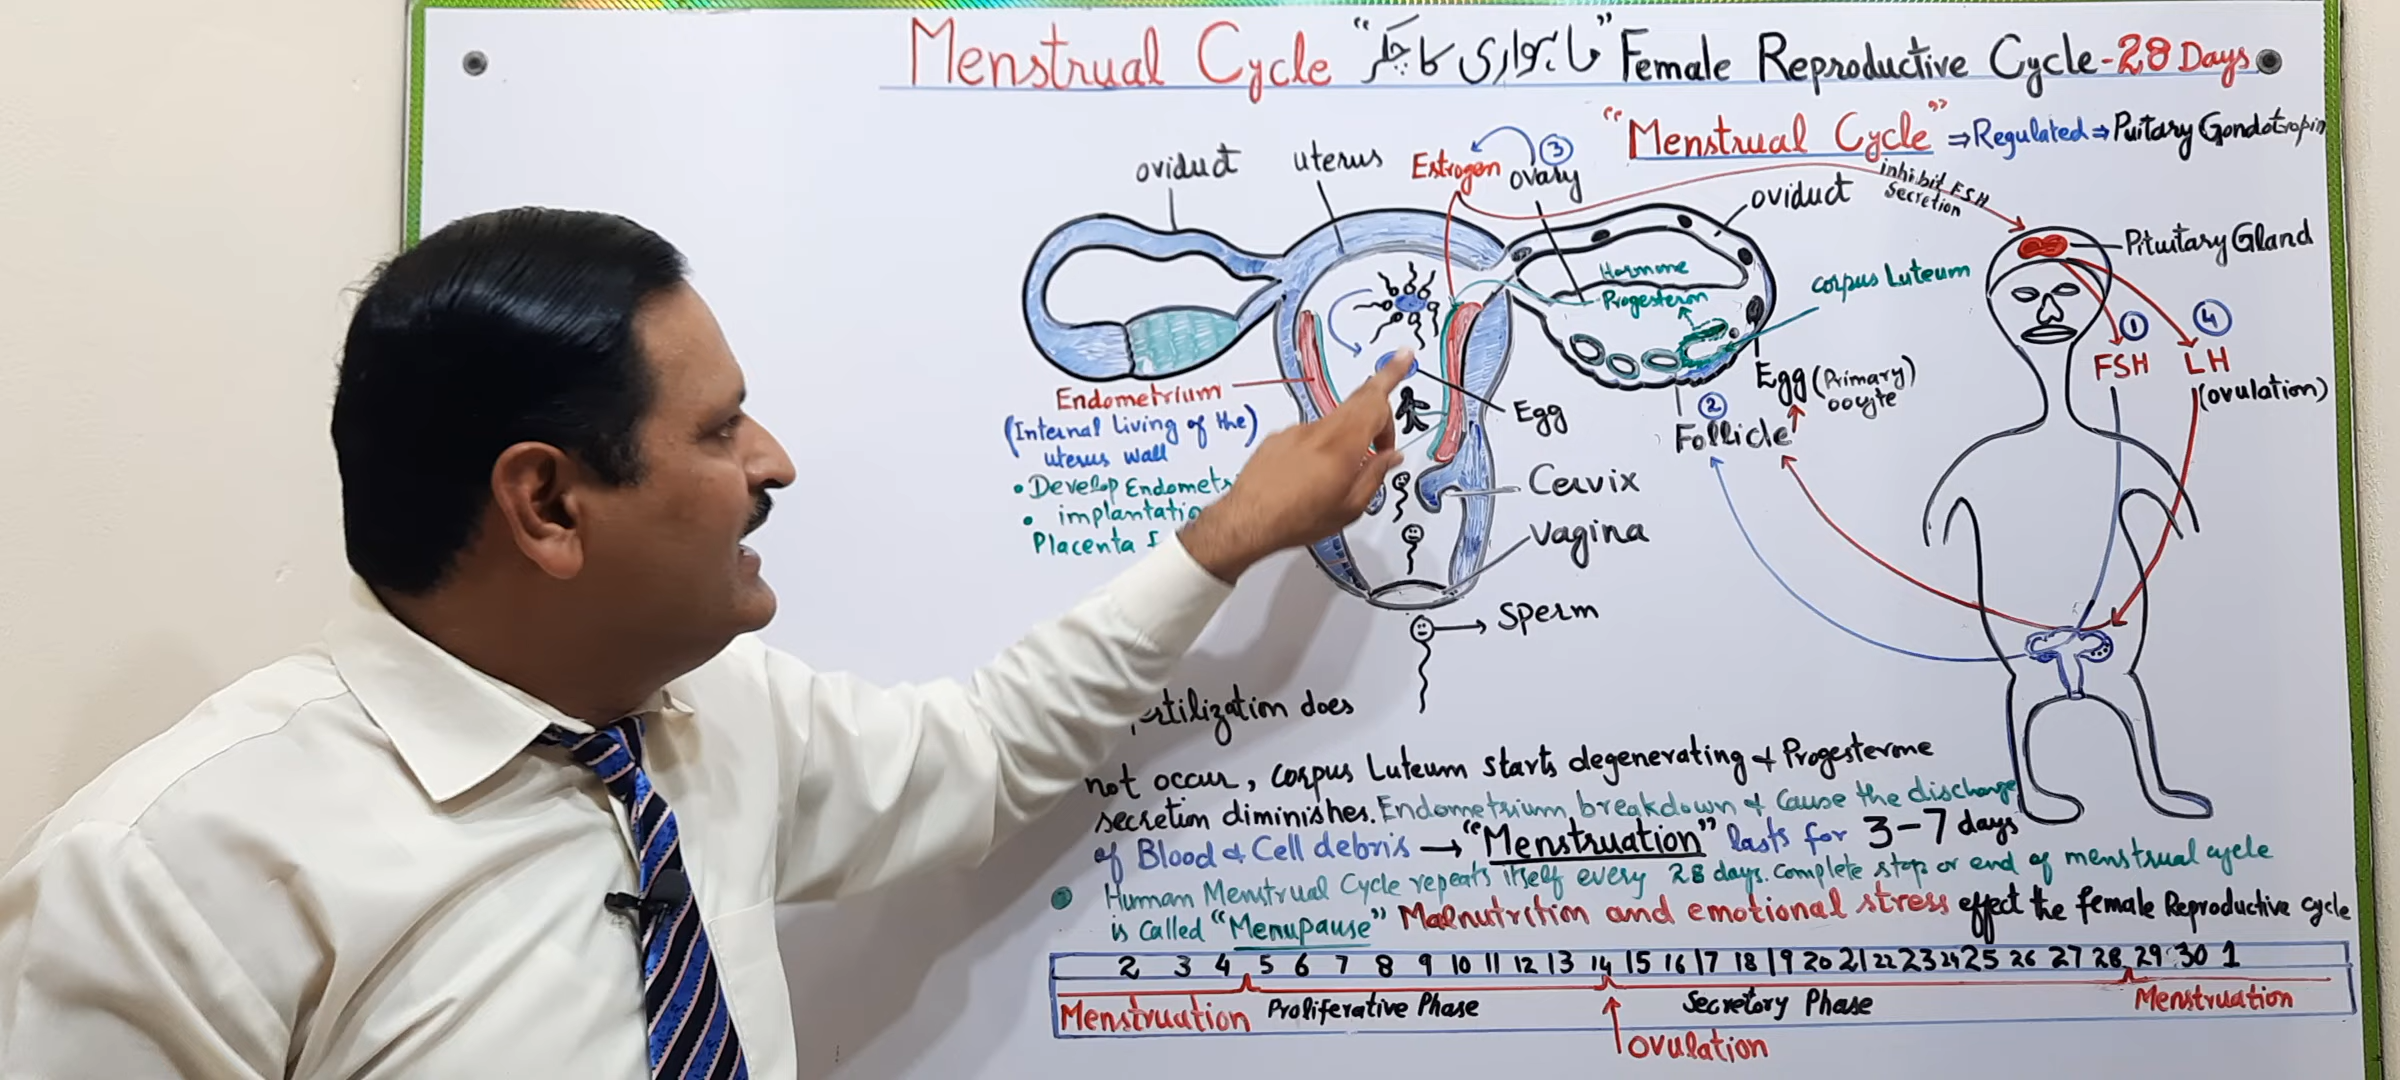 Menstrual Cycle "ماہواری کا چکر" Female Reproductive Cycle-28 Days
"Menstrual Cycle" ⇒ Regulated ⇒ Puitary Gondotropin
oviduct
uterus
Estrogen
3
ovary
inhibit FSH
Secretion
oviduct
Pituitary Gland
Hormone
Progesteron
corpus Luteum
1
FSH
4
LH
(ovulation)
Egg (Primary)
oocyte
2
Follicle
Endometrium
(Internal Living of the)
uterus wall
• Develop Endomet
• implantatio
Placenta
Egg
Cervix
Vagina
Sperm
rtilization does
not occur, corpus Luteum starts degenerating + Progesterone
secretion diminishes. Endometrium breakdown + Cause the discharge
of Blood & Cell debris → "Menstruation" lasts for 3-7 days
Human Menstrual Cycle repeats itself every 28 days. Complete stop or end of menstrual cycle
is called "Menupause" Malnutrition and emotional stress effect the female Reproductive cycle
2 3 4 5 6 7 8 9 10 11 12 13 14 15 16 17 18 19 20 21 22 23 24 25 26 27 28 29 30 1
Menstruation Proliferative Phase Secretory Phase Menstruation
ovulation